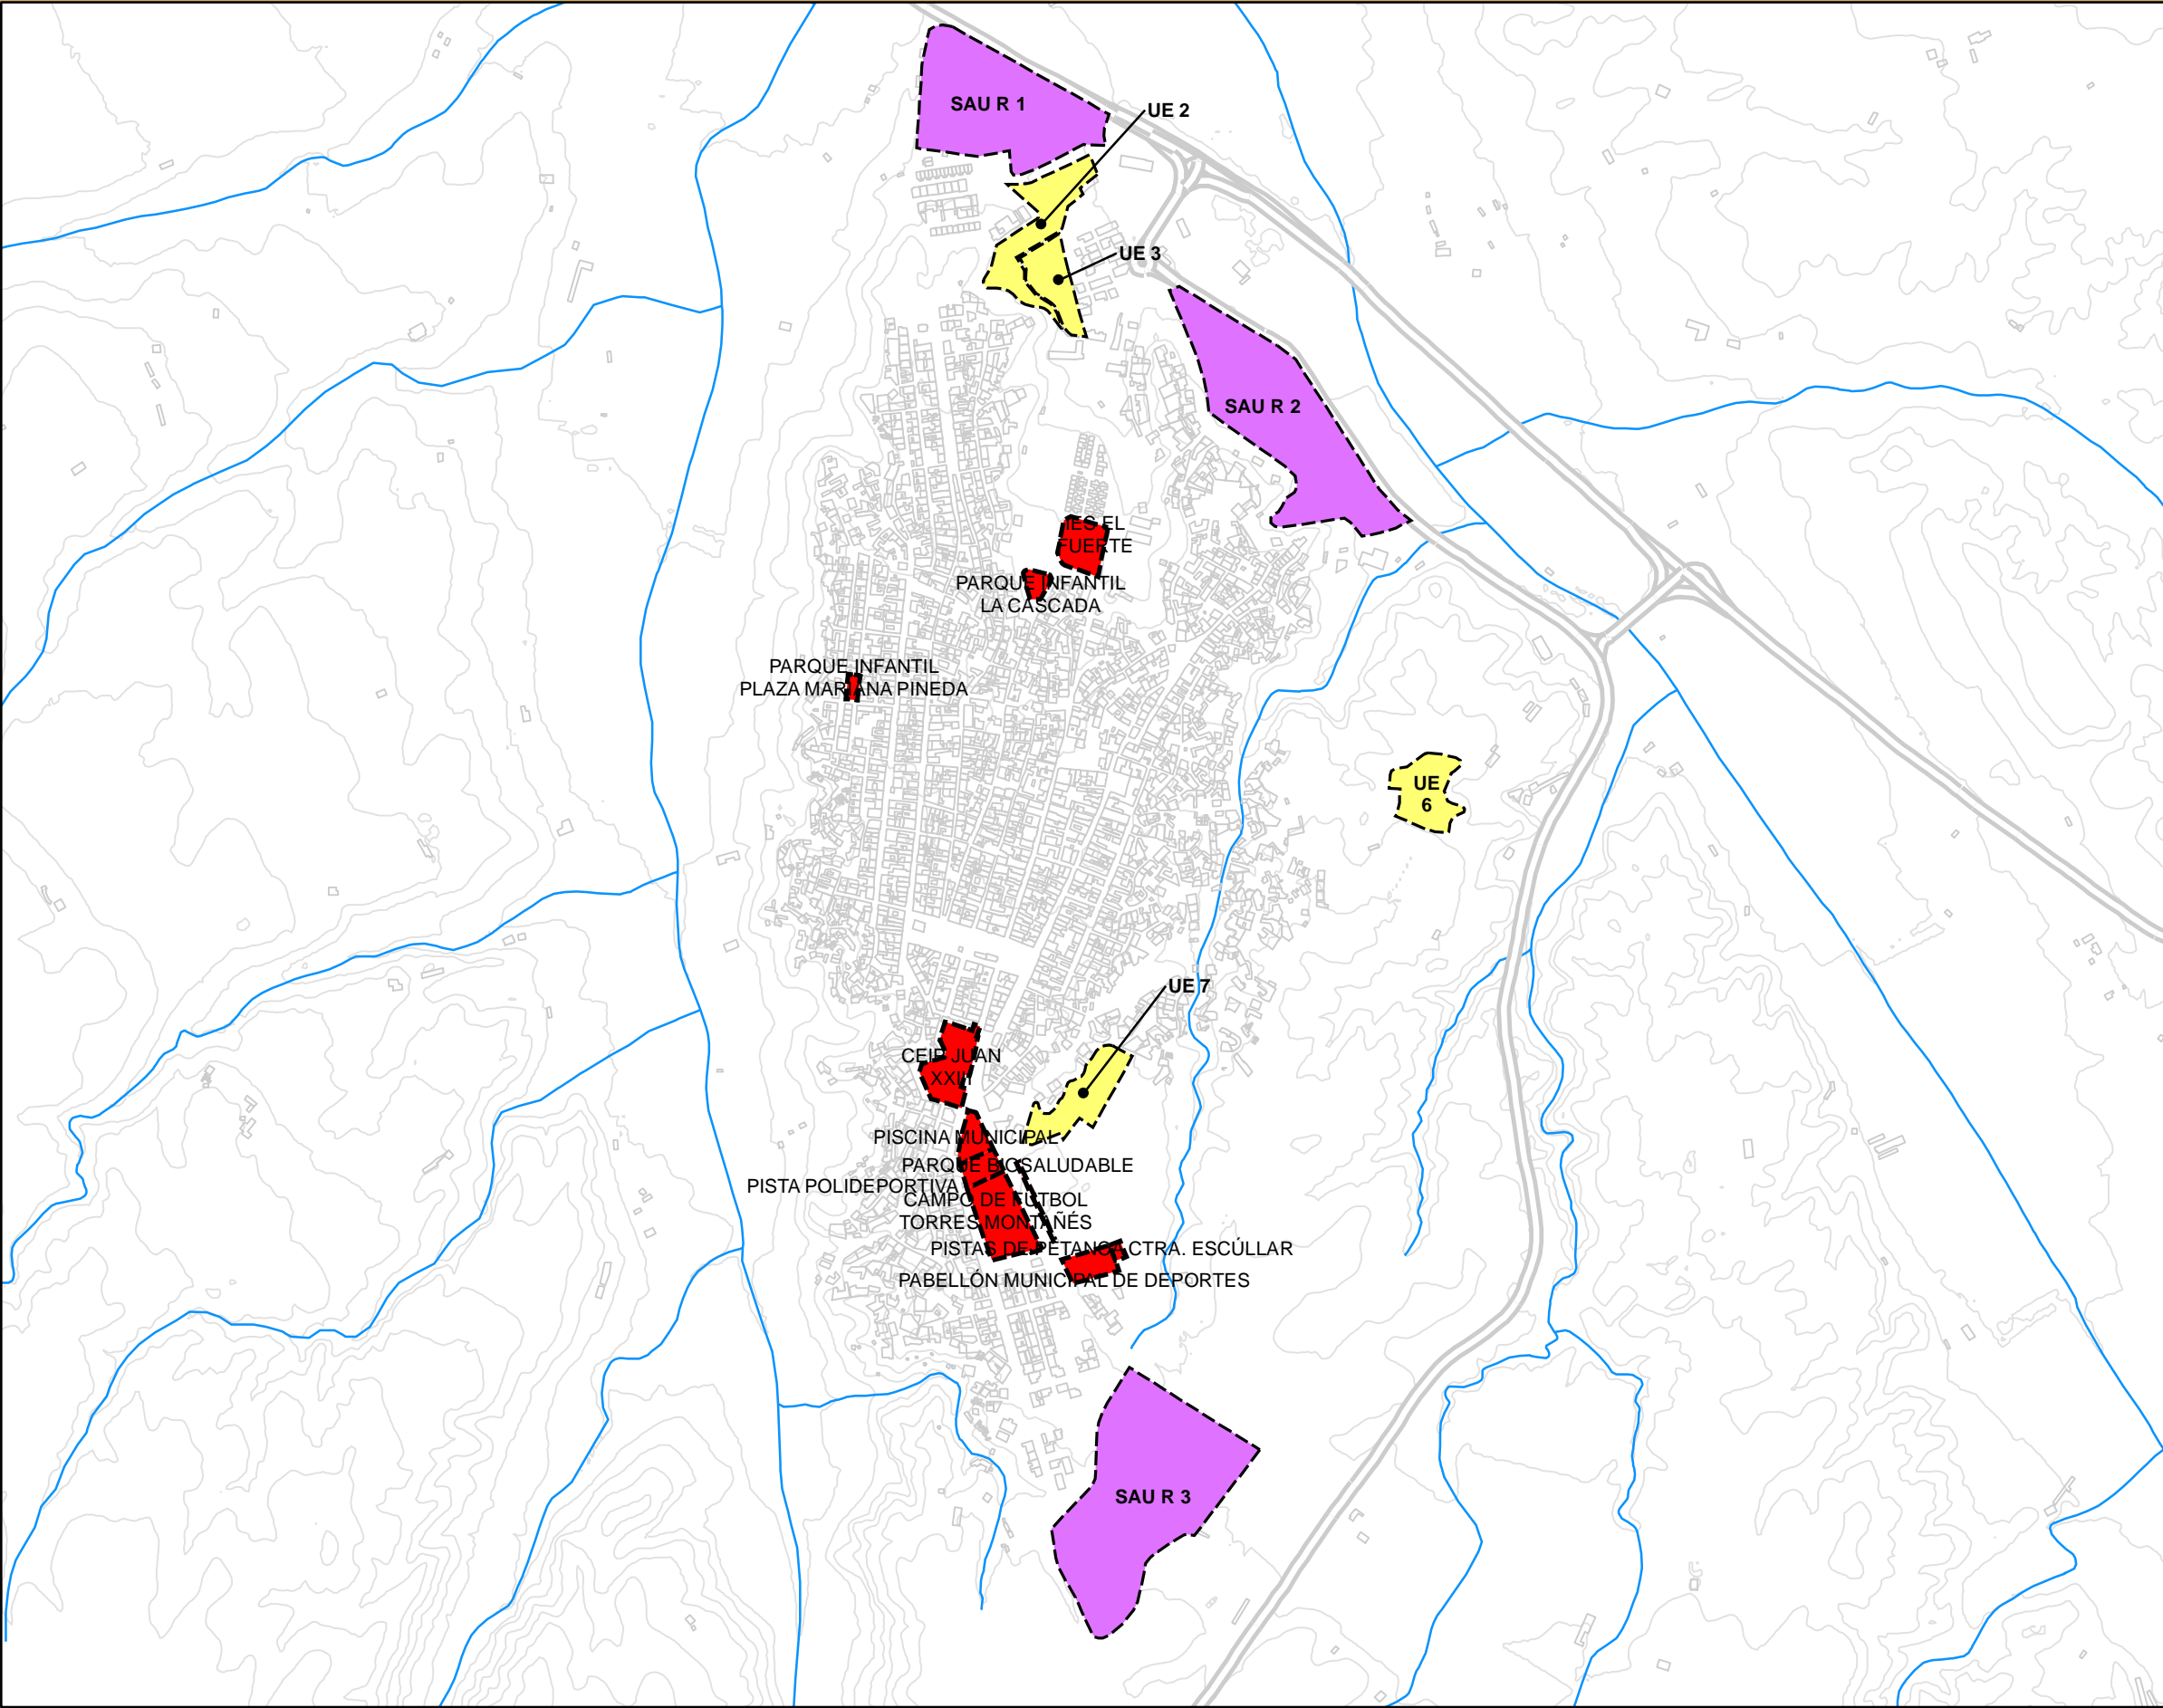 SAU R 1
UE 2
UE 3
SAU R 2
IES EL
FUERTE
PARQUE INFANTIL
LA CASCADA
PARQUE INFANTIL
PLAZA MARIANA PINEDA
UE
6
UE 7
CEIP JUAN
XXIII
PISCINA MUNICIPAL
PARQUE BIOSALUDABLE
PISTA POLIDEPORTIVA
CAMPO DE FÚTBOL
TORRES MONTAÑÉS
PISTAS DE PETANCA CTRA. ESCÚLLAR
PABELLÓN MUNICIPAL DE DEPORTES
SAU R 3